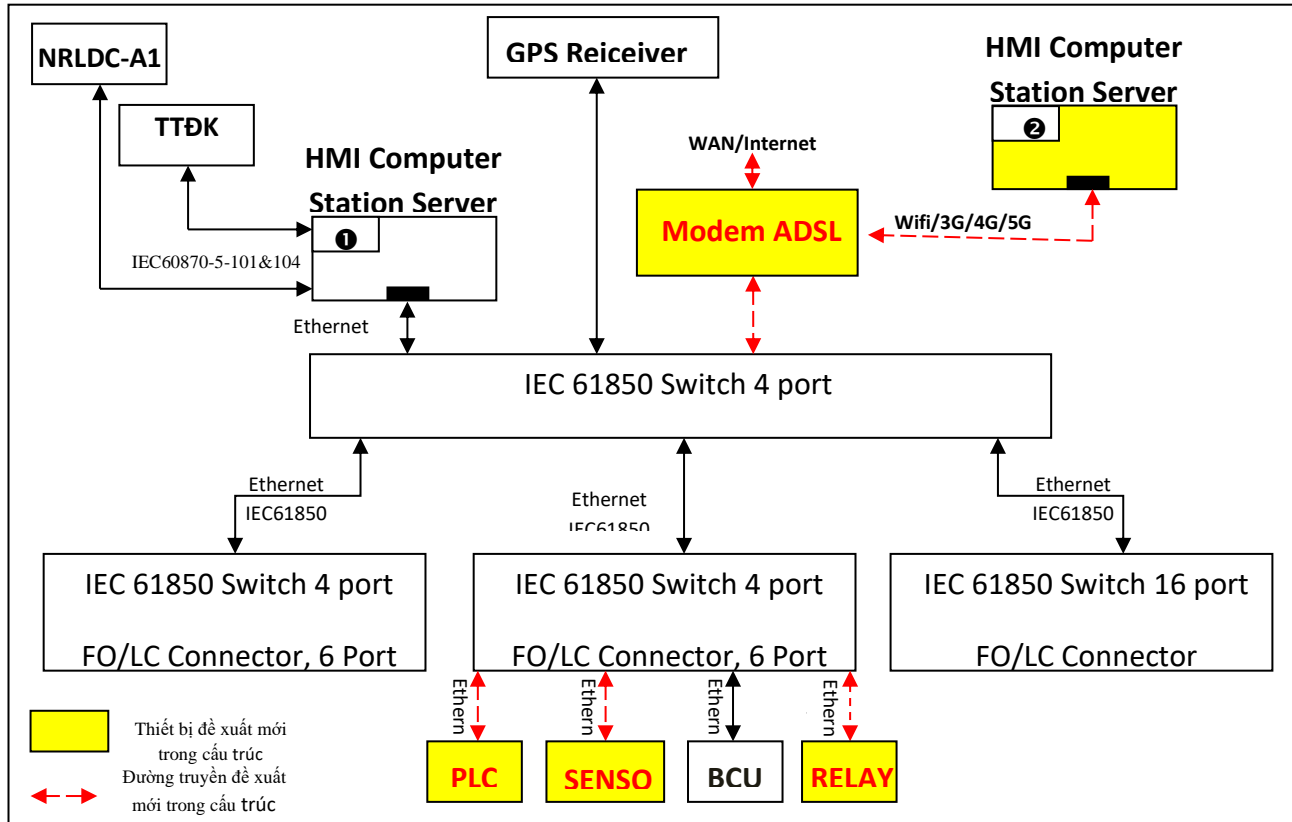 NRLDC-A1
GPS Reiceiver
HMI Computer
Station Server
❷
TTĐK
HMI Computer
Station Server
❶
WAN/Internet
Modem ADSL
Wifi/3G/4G/5G
IEC60870-5-101&104
Ethernet
IEC 61850 Switch 4 port
Ethernet
IEC61850
Ethernet
IEC61850
Ethernet
IEC61850
IEC 61850 Switch 4 port
FO/LC Connector, 6 Port
IEC 61850 Switch 4 port
FO/LC Connector, 6 Port
IEC 61850 Switch 16 port
FO/LC Connector
Ethern
Ethern
Ethern
Ethern
PLC
SENSO
BCU
RELAY
Thiết bị đề xuất mới
trong cấu trúc
Đường truyền đề xuất
mới trong cấu trúc